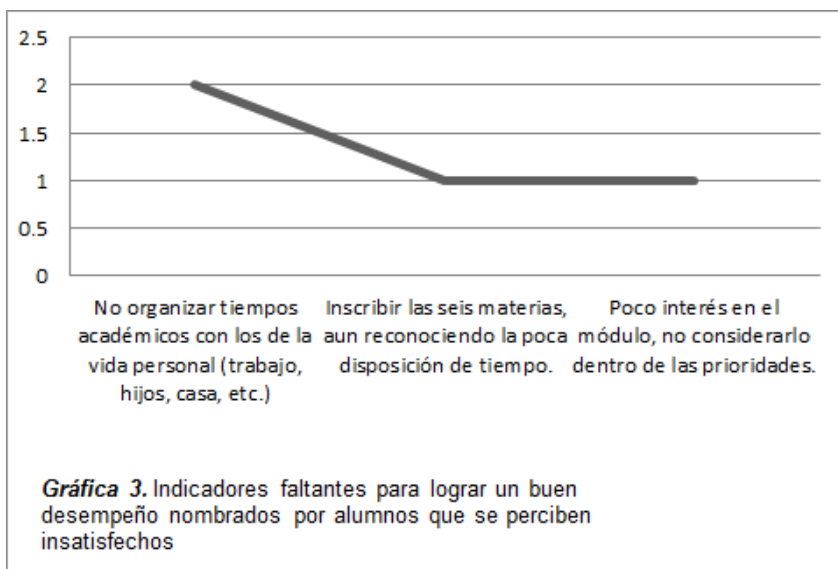 2.5
2
1.5
1
0.5
0
No organizar tiempos
académicos con los de la
vida personal (trabajo,
hijos, casa, etc.)
Inscribir las seis materias,
aun reconociendo la poca
disposición de tiempo.
Poco interés en el
módulo, no considerarlo
dentro de las prioridades.
Gráfica 3. Indicadores faltantes para lograr un buen
desempeño nombrados por alumnos que se perciben
insatisfechos